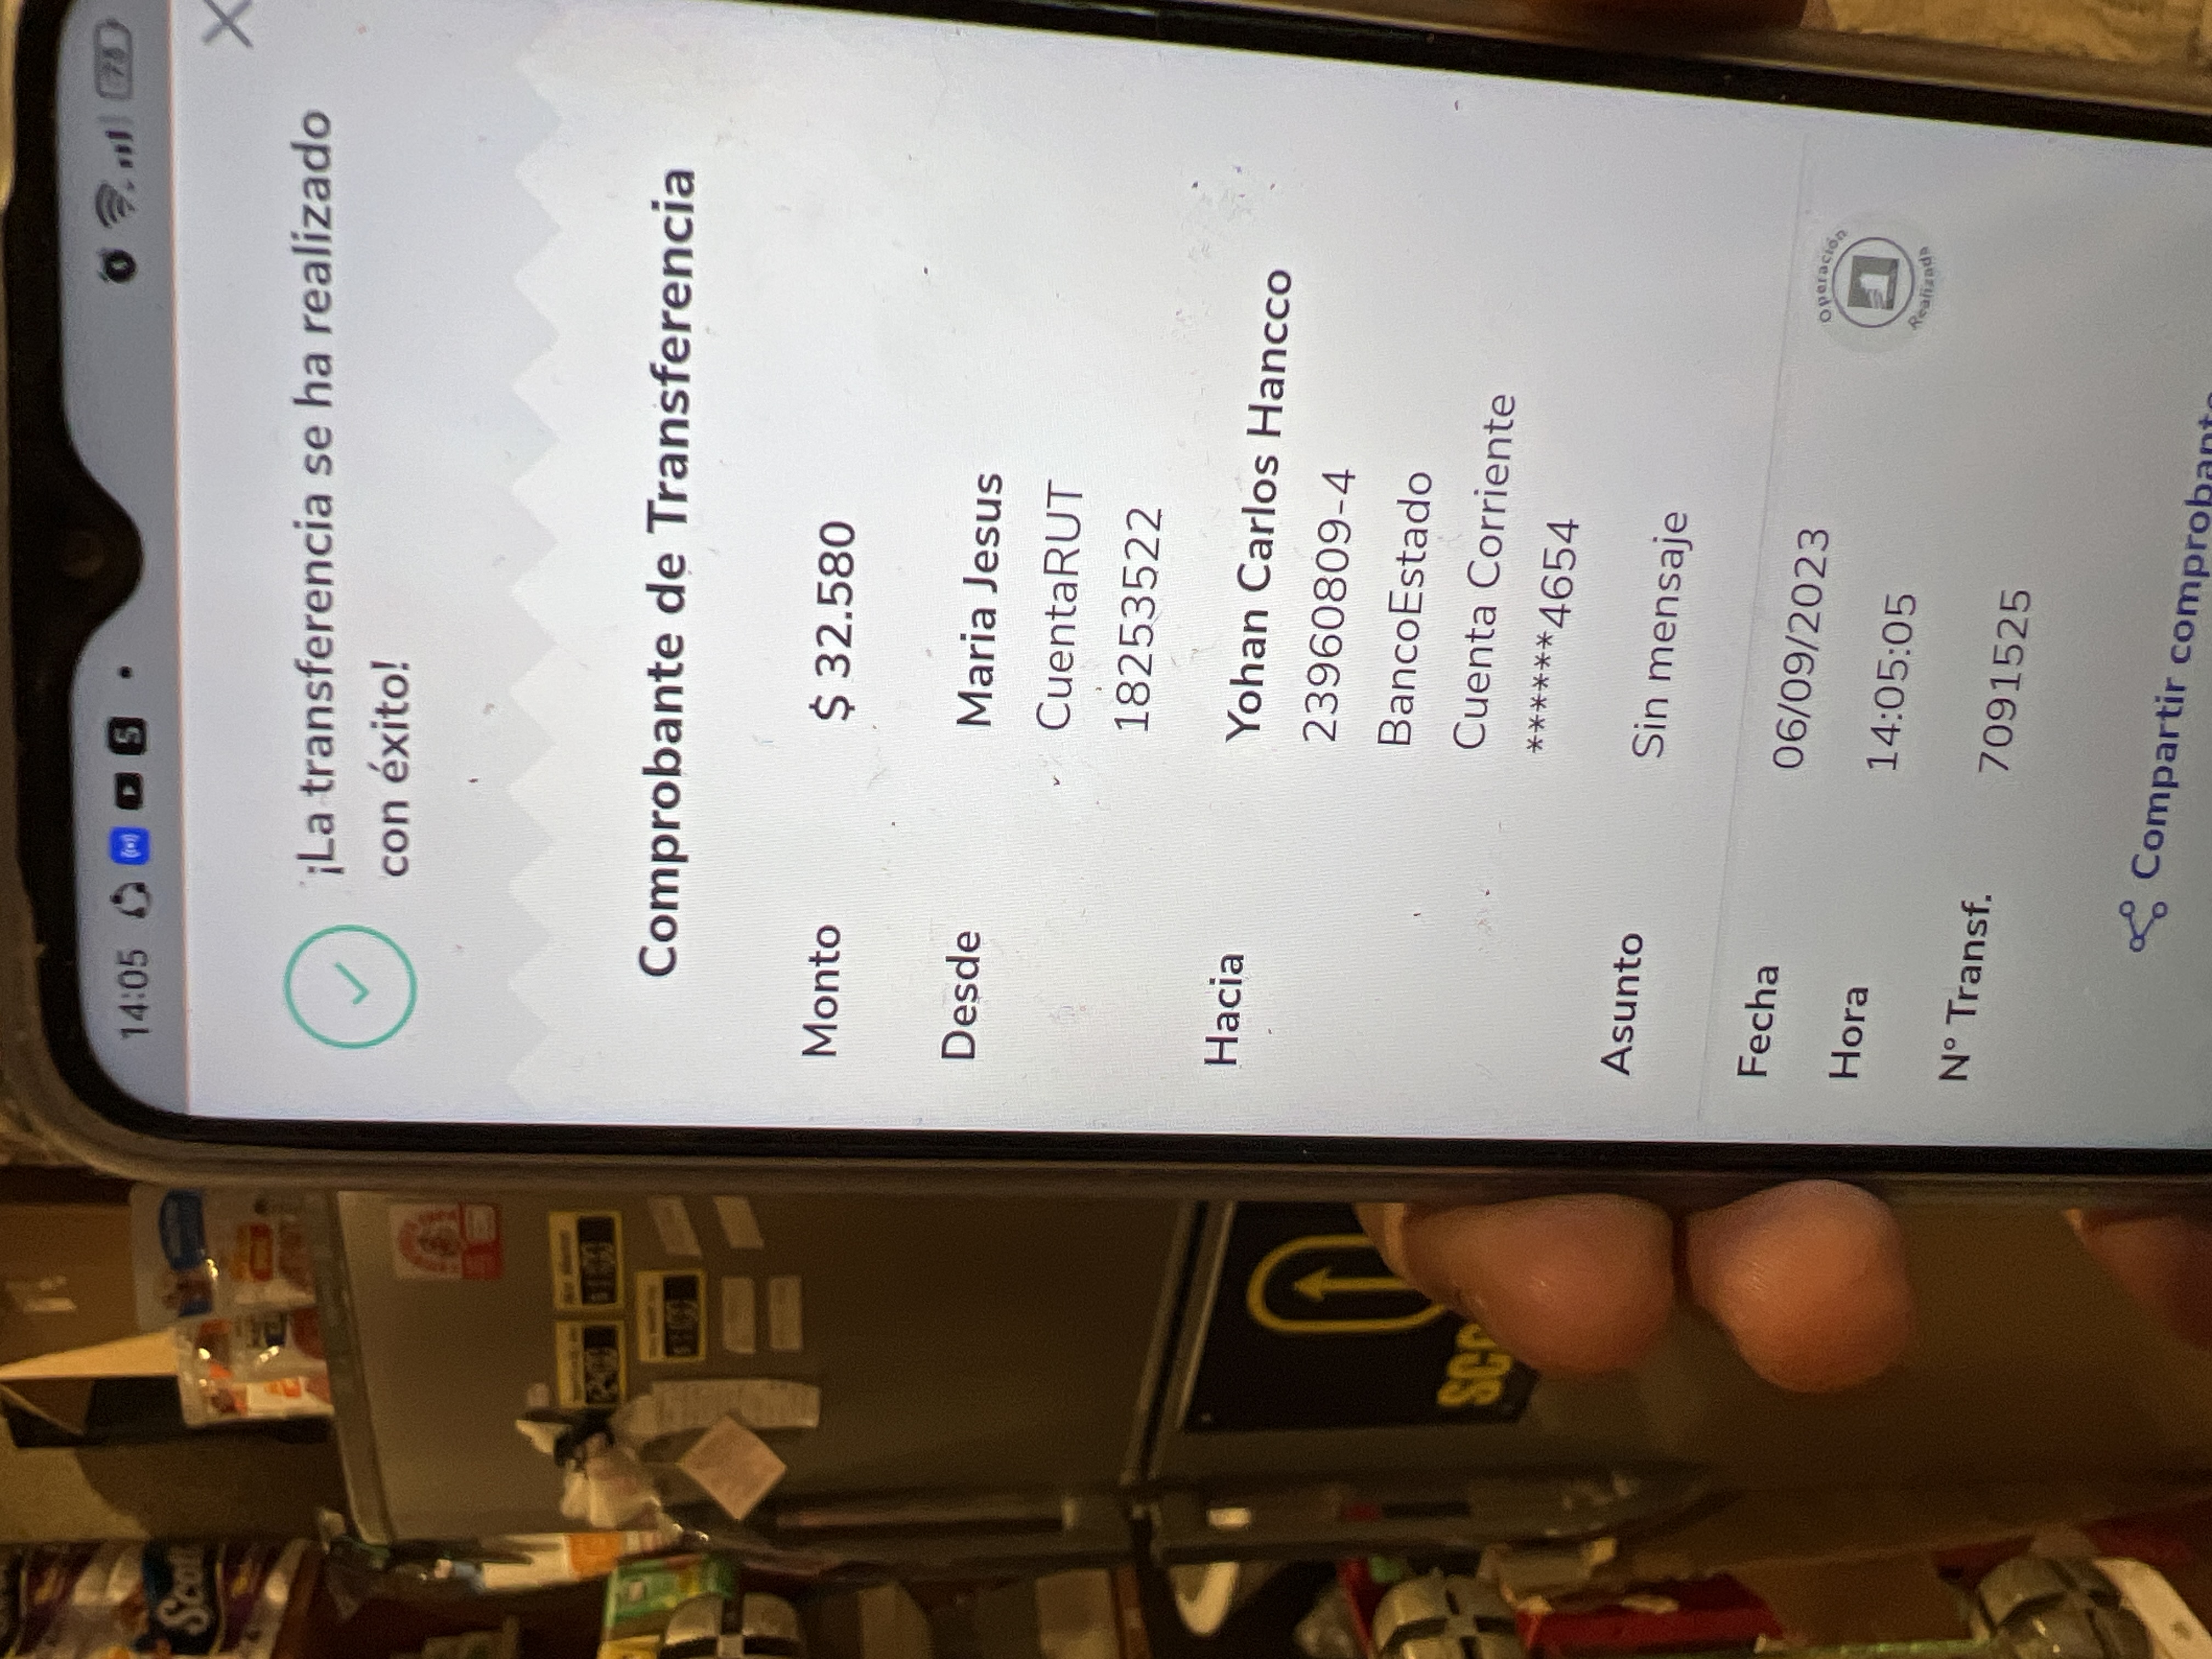 Scott
14:05
78
¡La transferencia se ha realizado
con éxito!
Comprobante de Transferencia
Monto $ 32.580
Desde Maria Jesus
CuentaRUT
18253522
Hacia Yohan Carlos Hancco
23960809-4
BancoEstado
Cuenta Corriente
******4654
Asunto Sin mensaje
Fecha 06/09/2023
Hora 14:05:05
Operación
Realizada
N° Transf. 7091525
Compartir comprobante